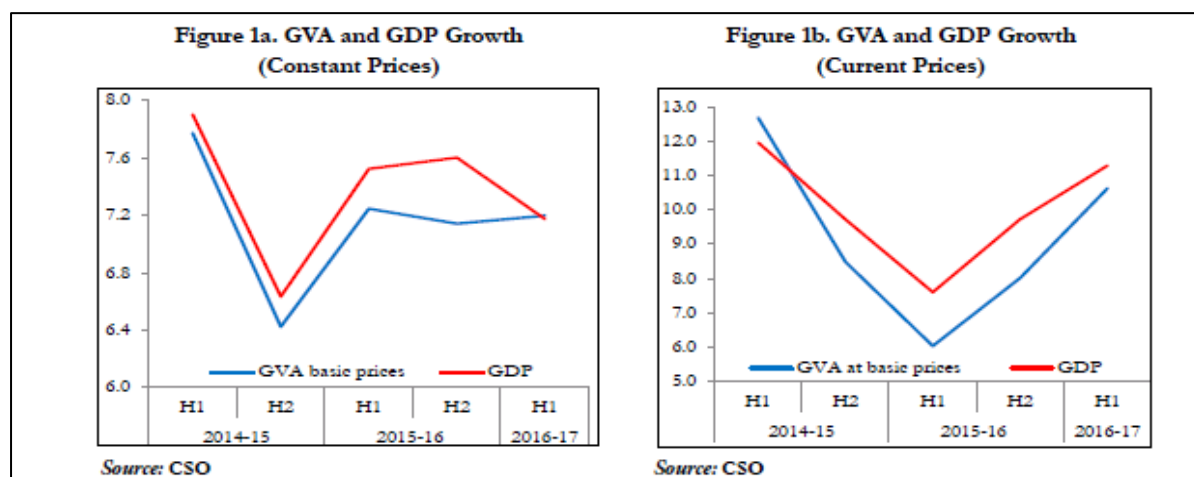 Figure 1a. GVA and GDP Growth
(Constant Prices)
8.0
7.6
7.2
6.8
6.4
6.0
GVA basic prices GDP
H1 H2 H1 H2 H1
2014-15 2015-16 2016-17
Source: CSO
Figure 1b. GVA and GDP Growth
(Current Prices)
13.0
12.0
11.0
10.0
9.0
8.0
7.0
6.0
5.0
GVA at basic prices GDP
H1 H2 H1 H2 H1
2014-15 2015-16 2016-17
Source: CSO